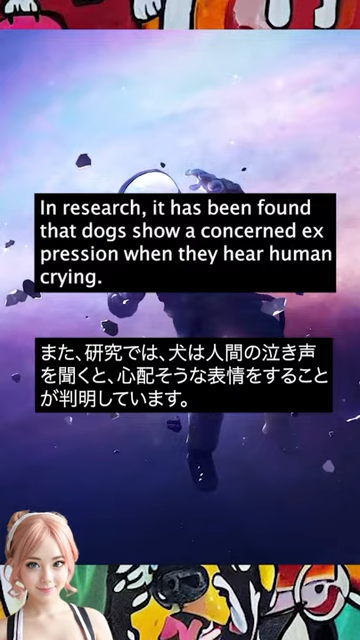 In research, it has been found
that dogs show a concerned ex
pression when they hear human
crying.
また、研究では、犬は人間の泣き声
を聞くと、心配そうな表情をすること
が判明しています。